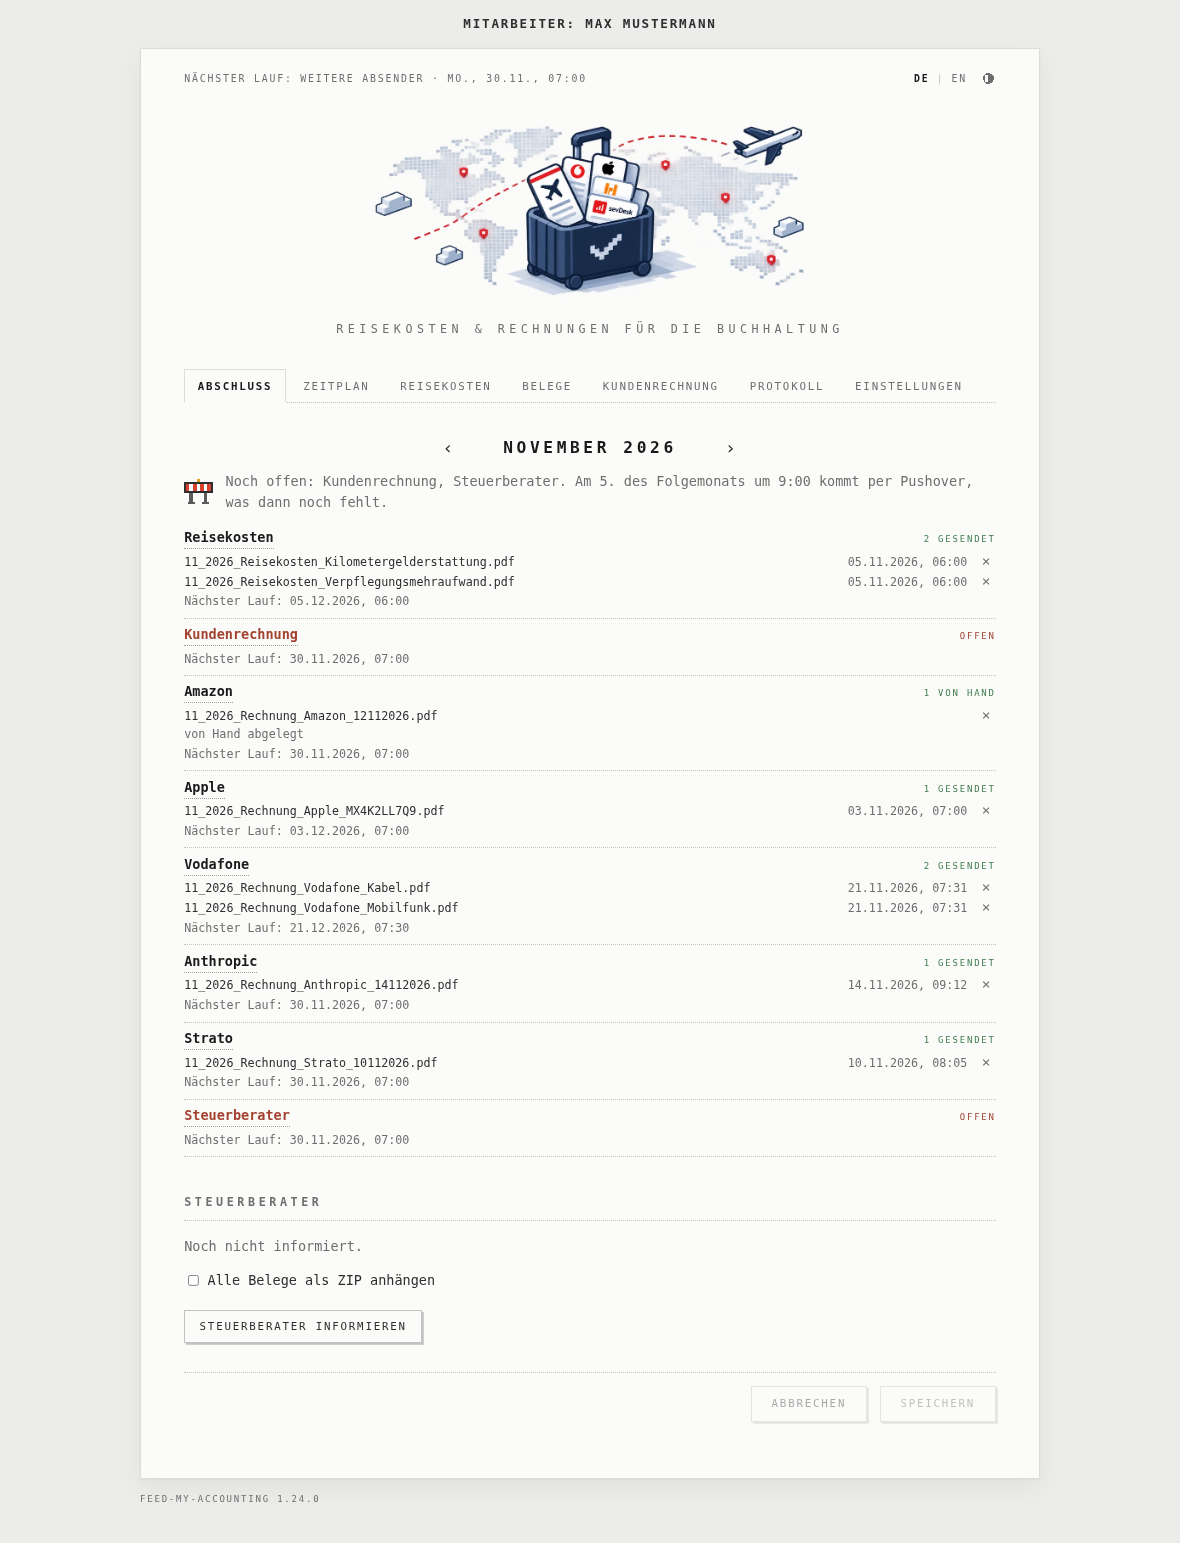 MITARBEITER: MAX MUSTERMANN
NÄCHSTER LAUF: WEITERE ABSENDER · MO., 30.11., 07:00
DE | EN
sevDesk
REISEKOSTEN & RECHNUNGEN FÜR DIE BUCHHALTUNG
ABSCHLUSS ZEITPLAN REISEKOSTEN BELEGE KUNDENRECHNUNG PROTOKOLL EINSTELLUNGEN
‹ NOVEMBER 2026 ›
Noch offen: Kundenrechnung, Steuerberater. Am 5. des Folgemonats um 9:00 kommt per Pushover,
was dann noch fehlt.
Reisekosten 2 GESENDET
11_2026_Reisekosten_Kilometergelderstattung.pdf 05.11.2026, 06:00 ×
11_2026_Reisekosten_Verpflegungsmehraufwand.pdf 05.11.2026, 06:00 ×
Nächster Lauf: 05.12.2026, 06:00
Kundenrechnung OFFEN
Nächster Lauf: 30.11.2026, 07:00
Amazon 1 VON HAND
11_2026_Rechnung_Amazon_12112026.pdf ×
von Hand abgelegt
Nächster Lauf: 30.11.2026, 07:00
Apple 1 GESENDET
11_2026_Rechnung_Apple_MX4K2LL7Q9.pdf 03.11.2026, 07:00 ×
Nächster Lauf: 03.12.2026, 07:00
Vodafone 2 GESENDET
11_2026_Rechnung_Vodafone_Kabel.pdf 21.11.2026, 07:31 ×
11_2026_Rechnung_Vodafone_Mobilfunk.pdf 21.11.2026, 07:31 ×
Nächster Lauf: 21.12.2026, 07:30
Anthropic 1 GESENDET
11_2026_Rechnung_Anthropic_14112026.pdf 14.11.2026, 09:12 ×
Nächster Lauf: 30.11.2026, 07:00
Strato 1 GESENDET
11_2026_Rechnung_Strato_10112026.pdf 10.11.2026, 08:05 ×
Nächster Lauf: 30.11.2026, 07:00
Steuerberater OFFEN
Nächster Lauf: 30.11.2026, 07:00
STEUERBERATER
Noch nicht informiert.
Alle Belege als ZIP anhängen
STEUERBERATER INFORMIEREN
ABBRECHEN SPEICHERN
FEED-MY-ACCOUNTING 1.24.0